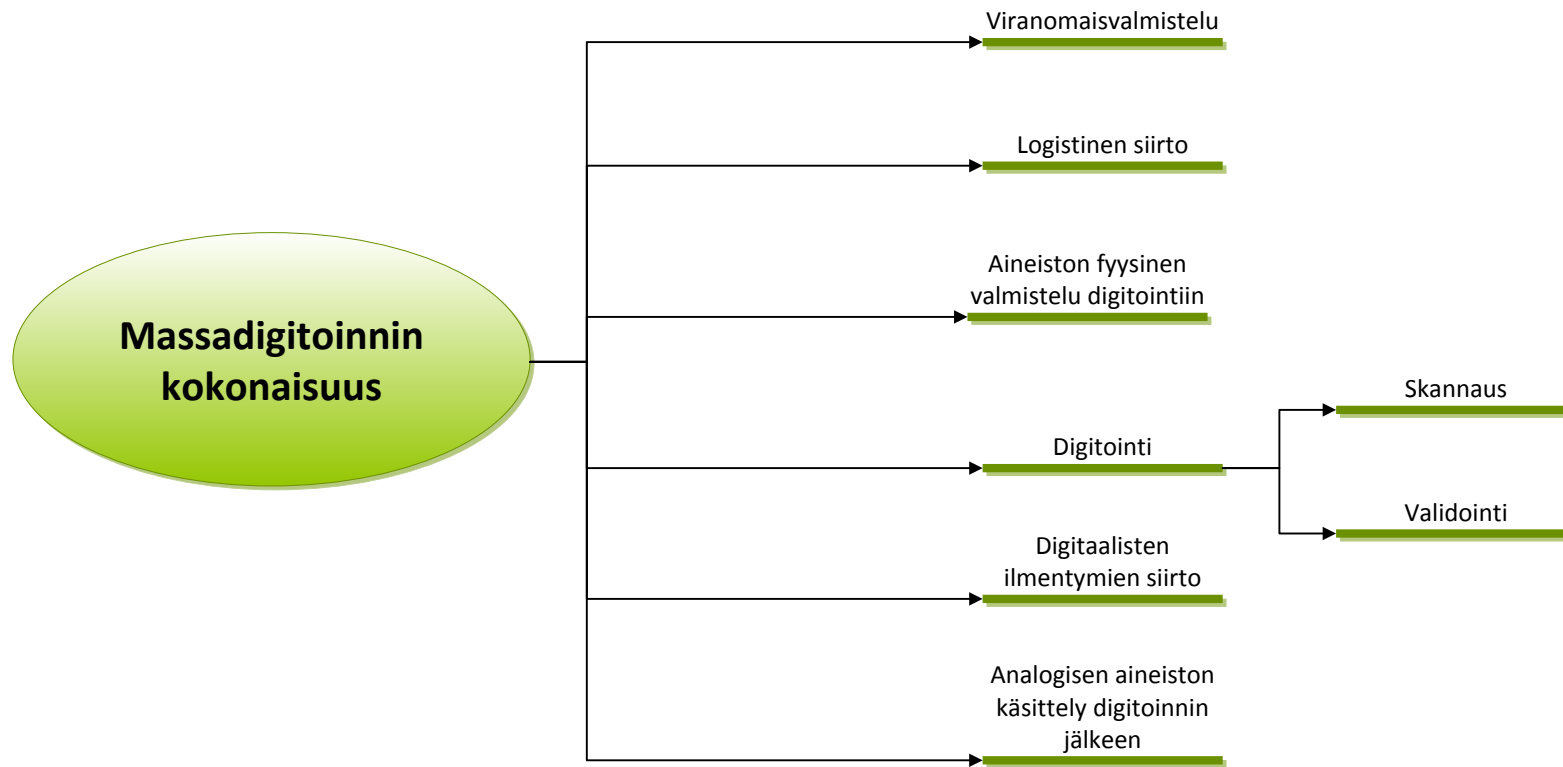 Viranomaisvalmistelu
Logistinen siirto
Aineiston fyysinen
valmistelu digitointiin
Massadigitoinnin
kokonaisuus
Skannaus
Digitointi
Validointi
Digitaalisten
ilmentymien siirto
Analogisen aineiston
käsittely digitoinnin
jälkeen